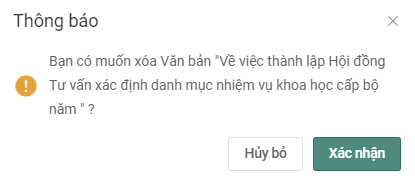 Thông báo
Bạn có muốn xóa Văn bản "Về việc thành lập Hội đồng
Tư vấn xác định danh mục nhiệm vụ khoa học cấp bộ
năm " ?
Hủy bỏ
Xác nhận